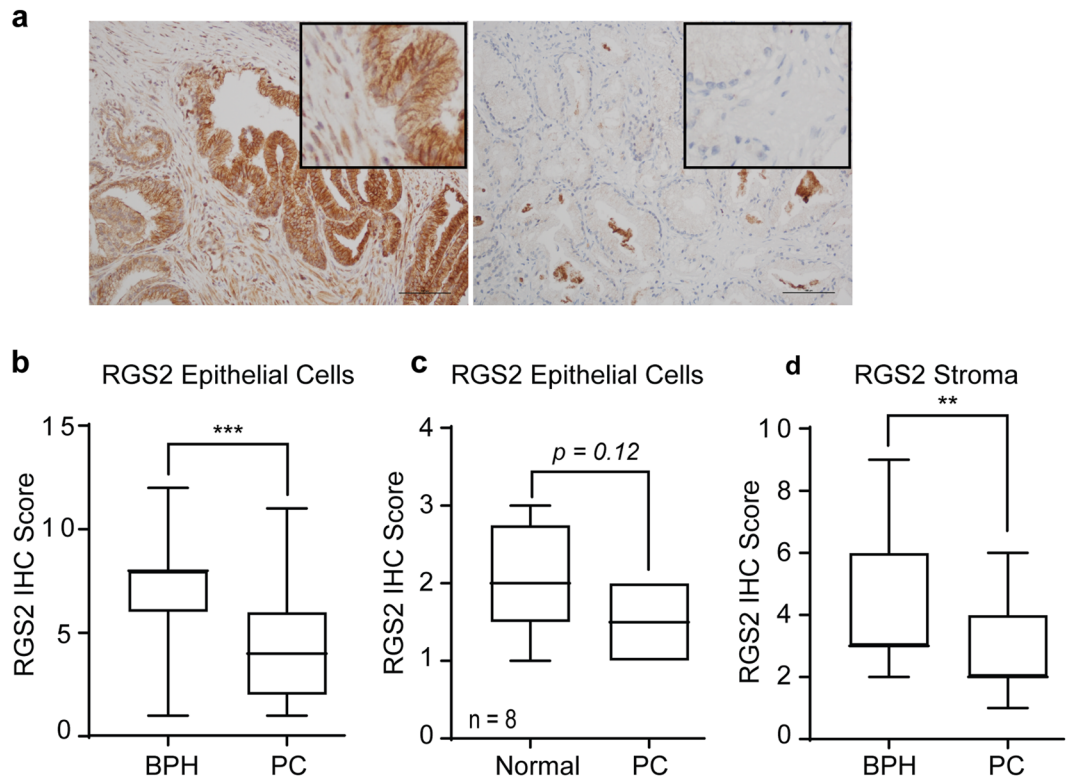 a
b
RGS2 Epithelial Cells
RGS2 IHC Score
15
10
5
0
***
BPH
PC
c
RGS2 Epithelial Cells
RGS2 IHC Score
4
3
2
1
0
p = 0.12
n = 8
Normal
PC
d
RGS2 Stroma
RGS2 IHC Score
10
8
6
4
2
0
**
BPH
PC